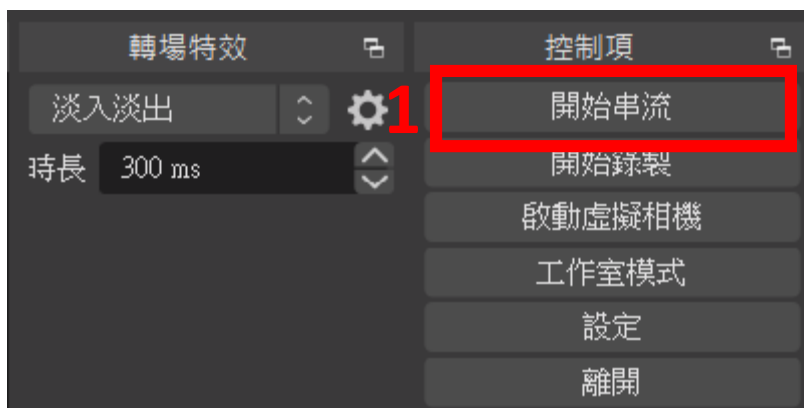 轉場特效
淡入淡出
時長 300 ms
控制項
1
開始串流
開始錄製
啟動虛擬相機
工作室模式
設定
離開